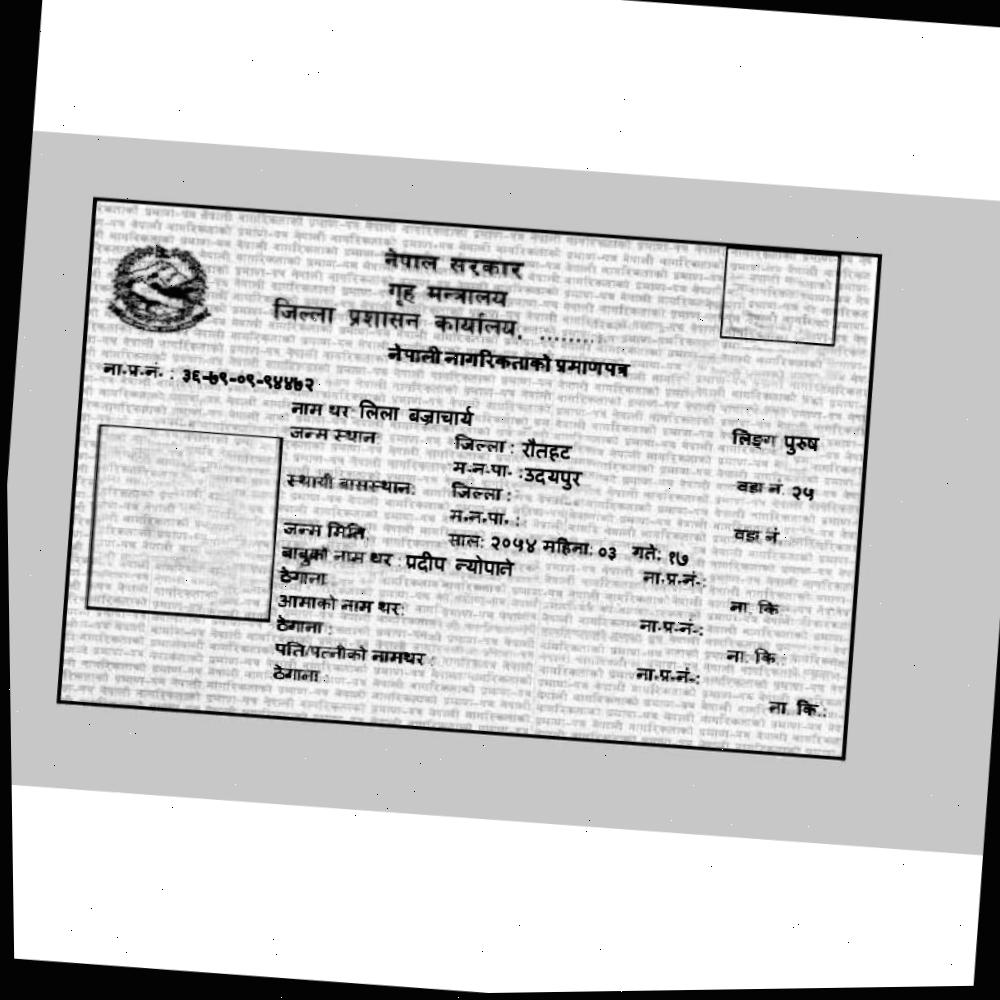 नेपाल सरकार
गृह मन्त्रालय
जिल्ला प्रशासन कार्यालय. .........
नेपाली नागरिकताको प्रमाणपत्र
ना.प्र.नं. : ३६-७९-०९-९४४७२
नाम थर: लिला बज्राचार्य लिङ्ग पुरुष
जन्म स्थान: जिल्ला : रौतहट
म.न.पा. :उदयपुर वडा नं. २५
स्थायी बासस्थान: जिल्ला :
म.न.पा. : वडा नं.:
जन्म मिति: साल: २०५४ महिना: ०३ गते: १७
बाबुको नाम थर : प्रदीप न्योपाने ना.प्र.नं.:
ठेगाना : ना. कि.:
आमाको नाम थर: ना.प्र.नं.:
ठेगाना : ना. कि.:
पति/पत्नीको नामथर : ना.प्र.नं.:
ठेगाना : ना. कि.: